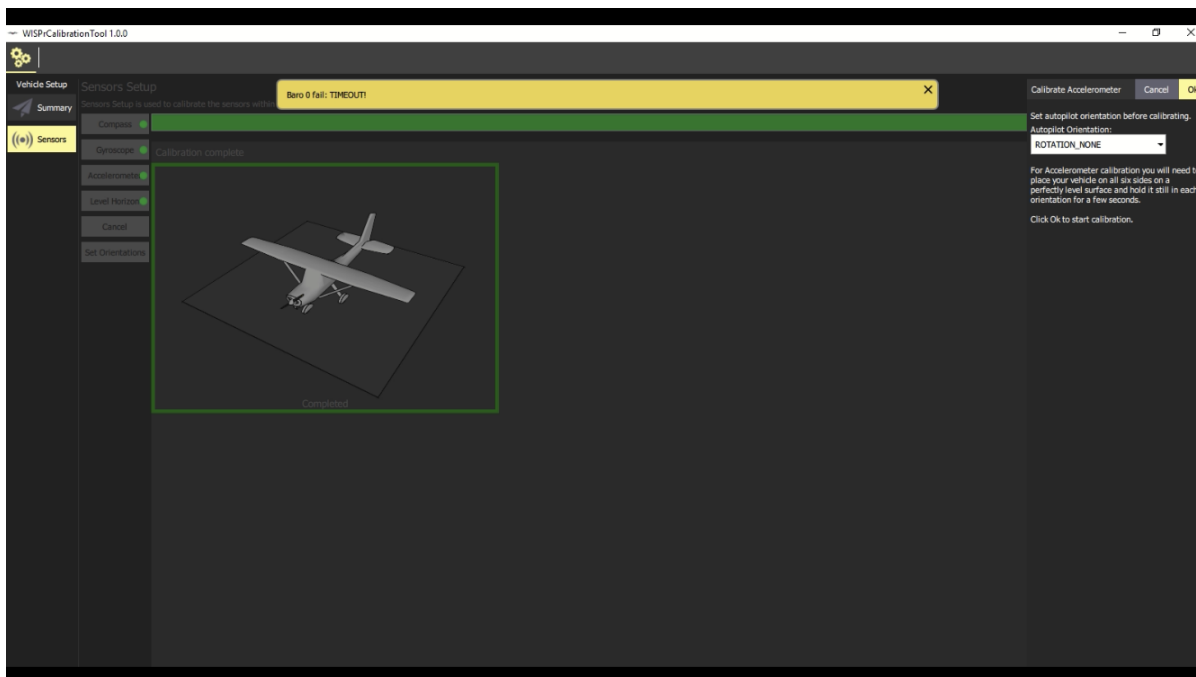 WISPrCalibrationTool 1.0.0
Vehicle Setup
Summary
Sensors
Sensors Setup
Sensors Setup is used to calibrate the sensors within
Compass
Gyroscope
Accelerometer
Level Horizon
Cancel
Set Orientations
Baro 0 fail: TIMEOUT!
Calibration complete
Completed
Calibrate Accelerometer
Cancel
Ok
Set autopilot orientation before calibrating.
Autopilot Orientation:
ROTATION_NONE
For Accelerometer calibration you will need to
place your vehicle on all six sides on a
perfectly level surface and hold it still in each
orientation for a few seconds.
Click Ok to start calibration.